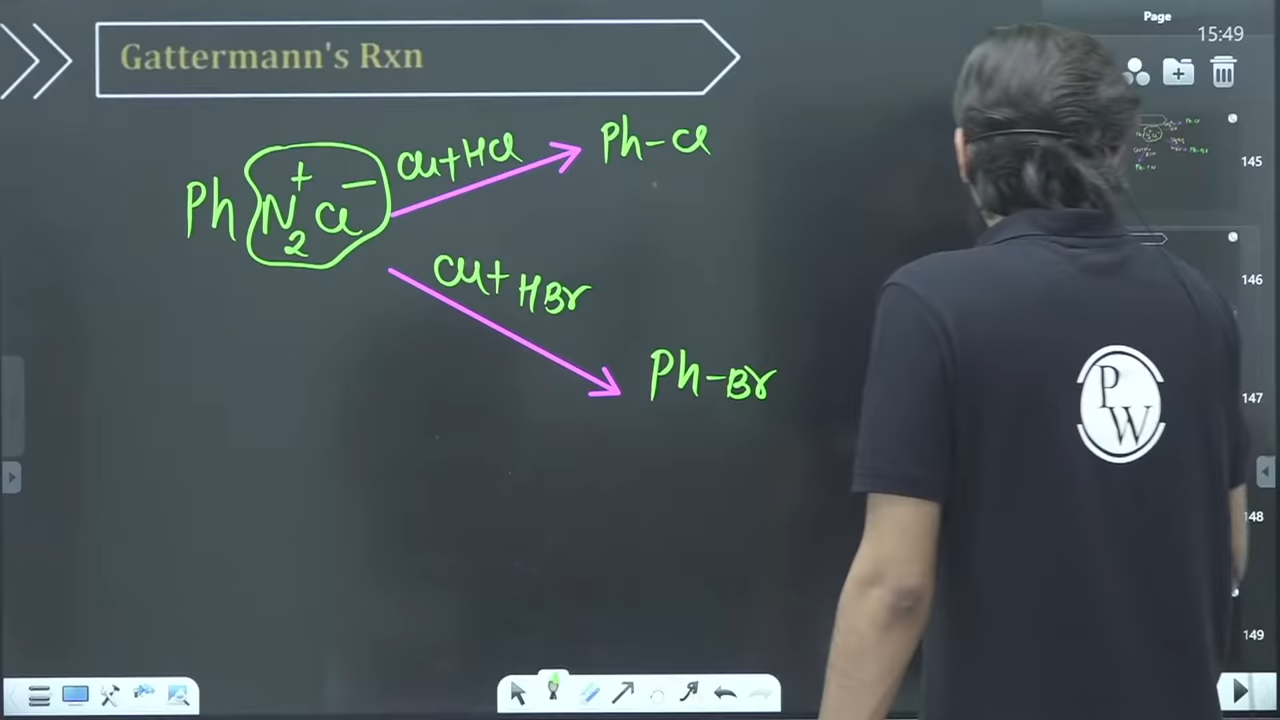 Page
15:49
Gattermann's Rxn
Ph N₂⁺Cl⁻
Cu+HCl
Ph-Cl
Cu+HBr
Ph-Br
PW
145
146
147
148
149